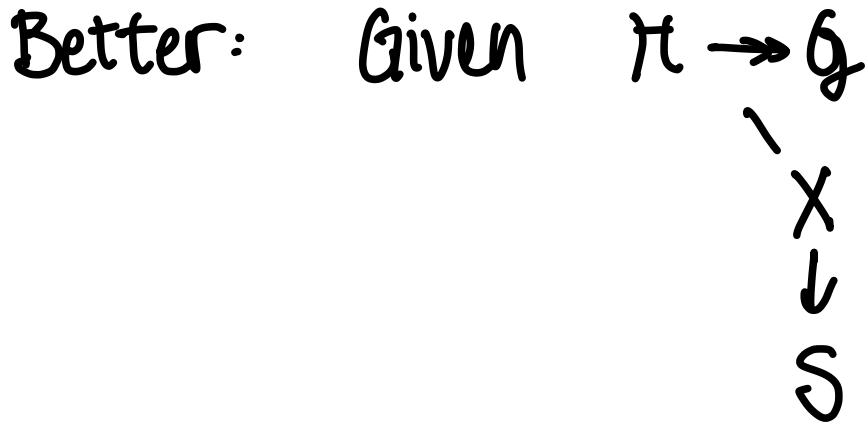 Better: Given π ↠ G
\
X
↓
S